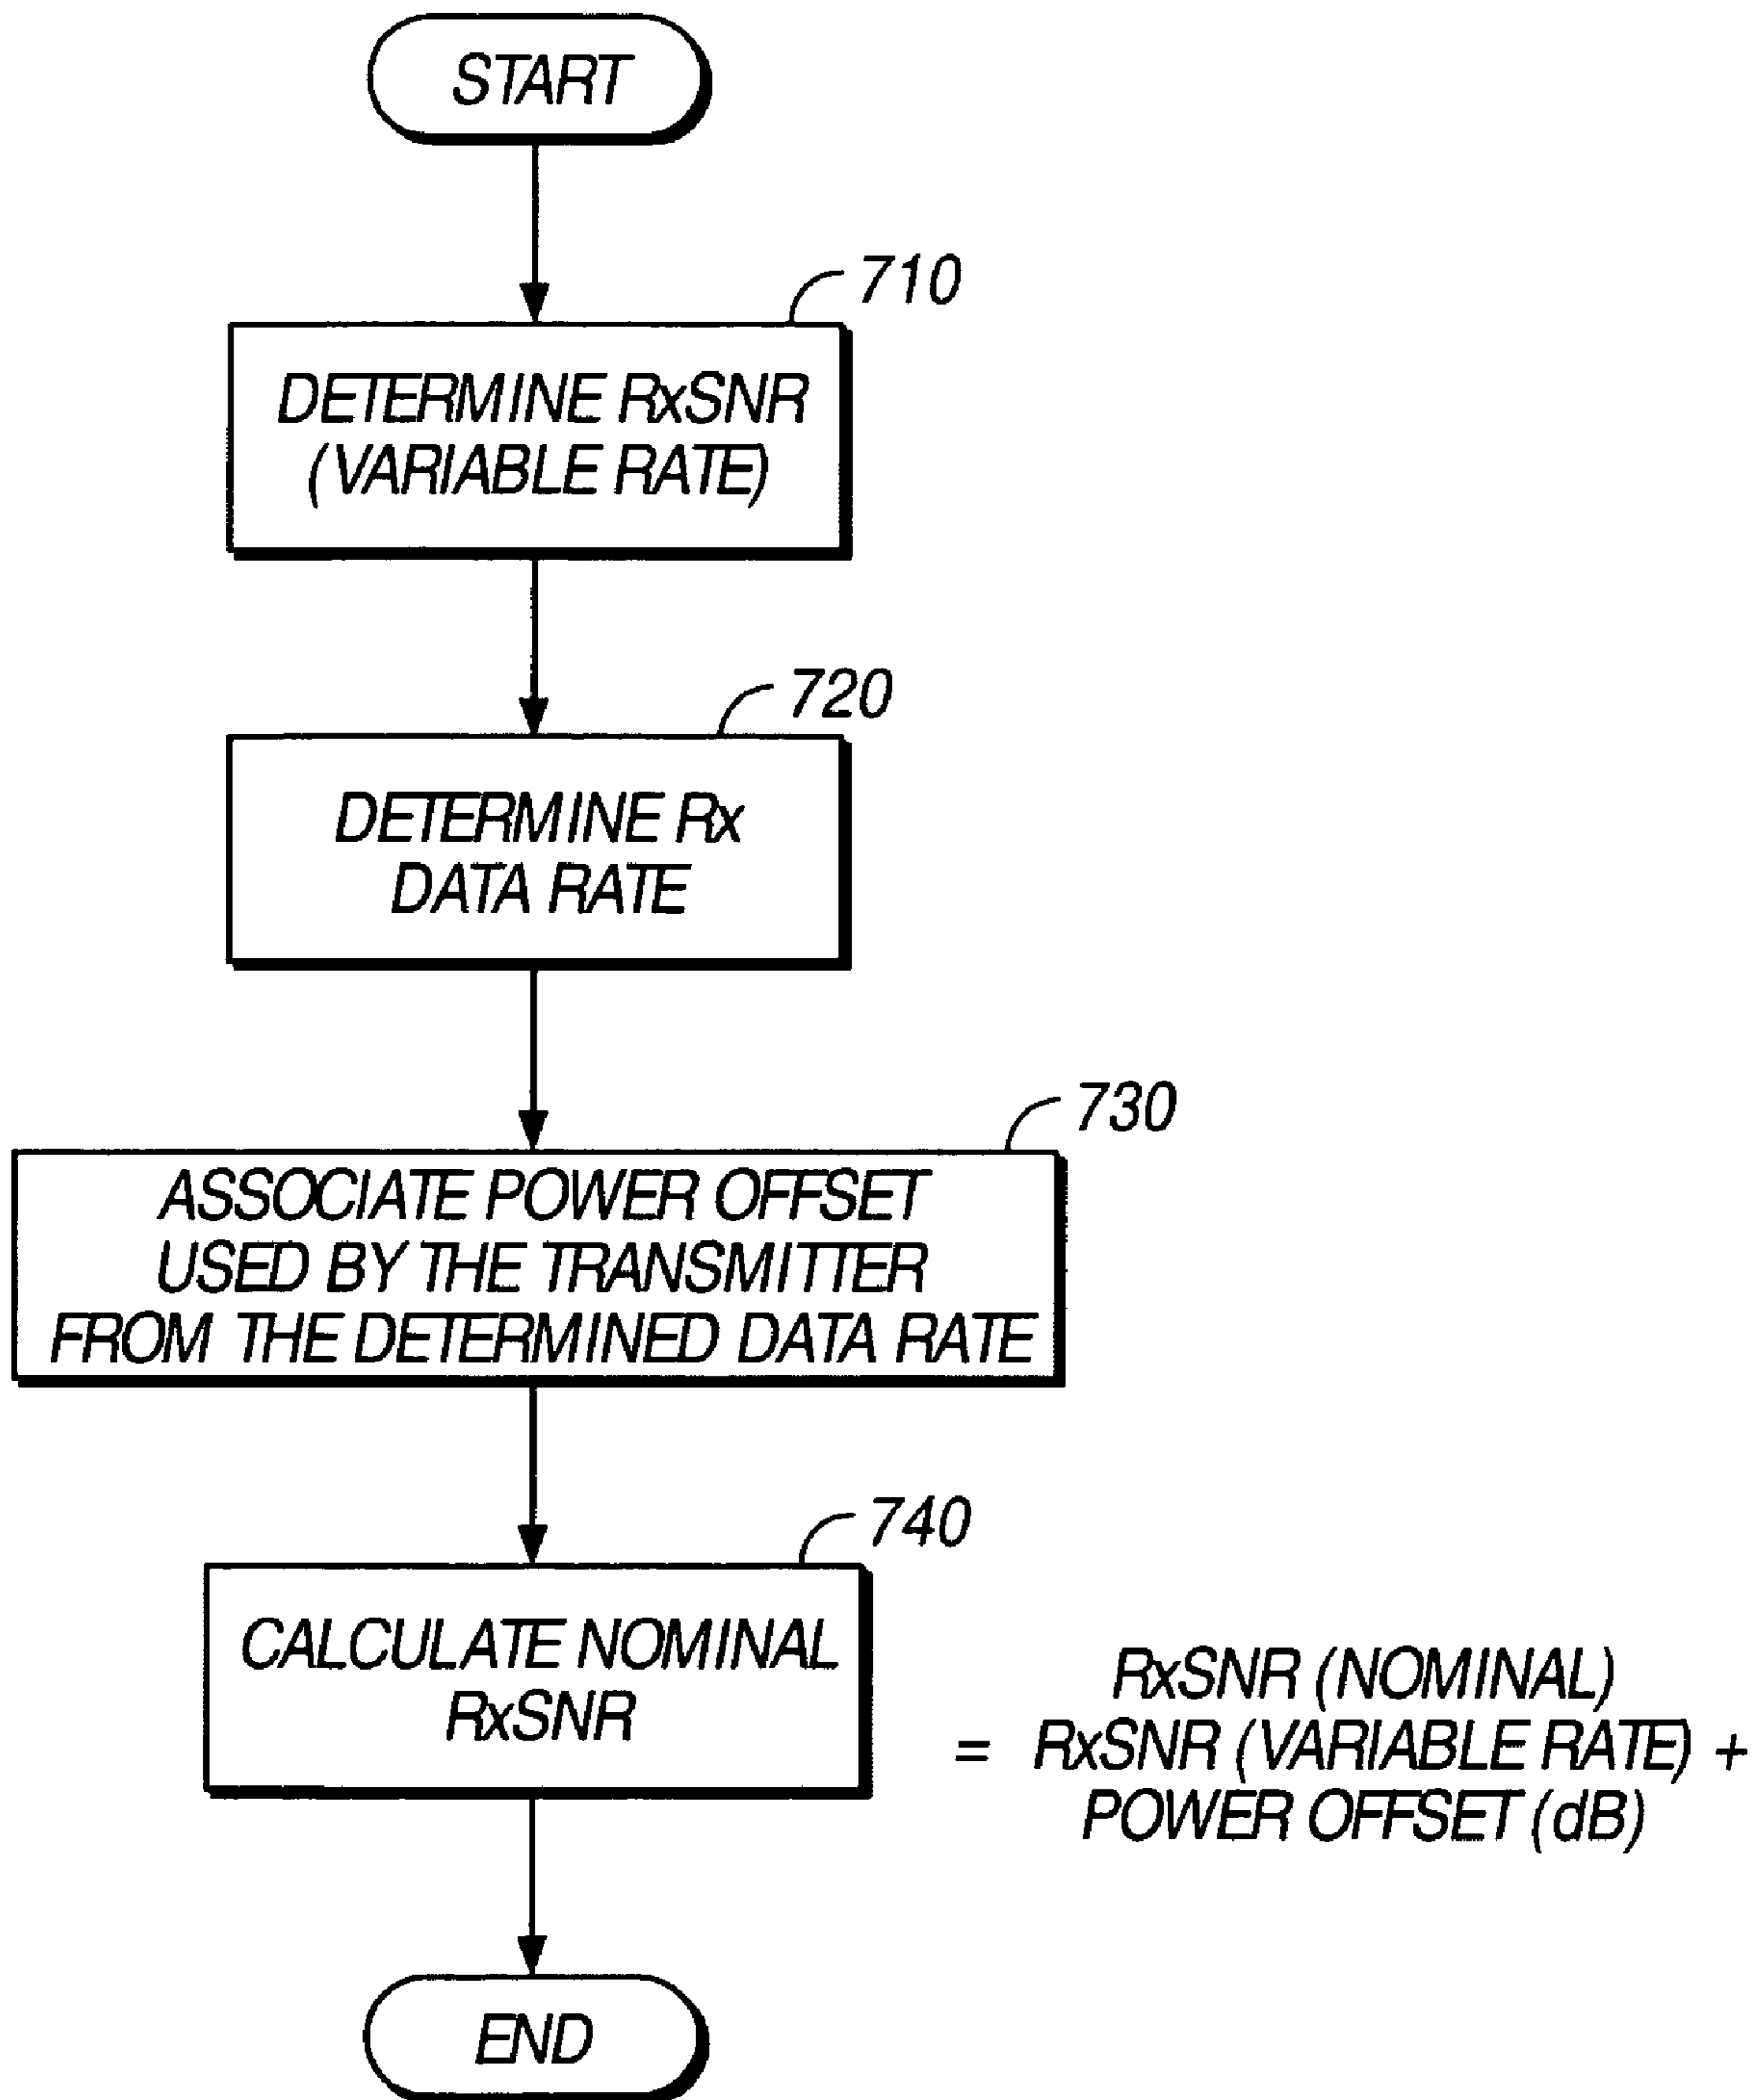 START
710
DETERMINE RxSNR
(VARIABLE RATE)
720
DETERMINE Rx
DATA RATE
730
ASSOCIATE POWER OFFSET
USED BY THE TRANSMITTER
FROM THE DETERMINED DATA RATE
740
CALCULATE NOMINAL
RxSNR
RxSNR (NOMINAL)
= RxSNR (VARIABLE RATE) +
POWER OFFSET (dB)
END